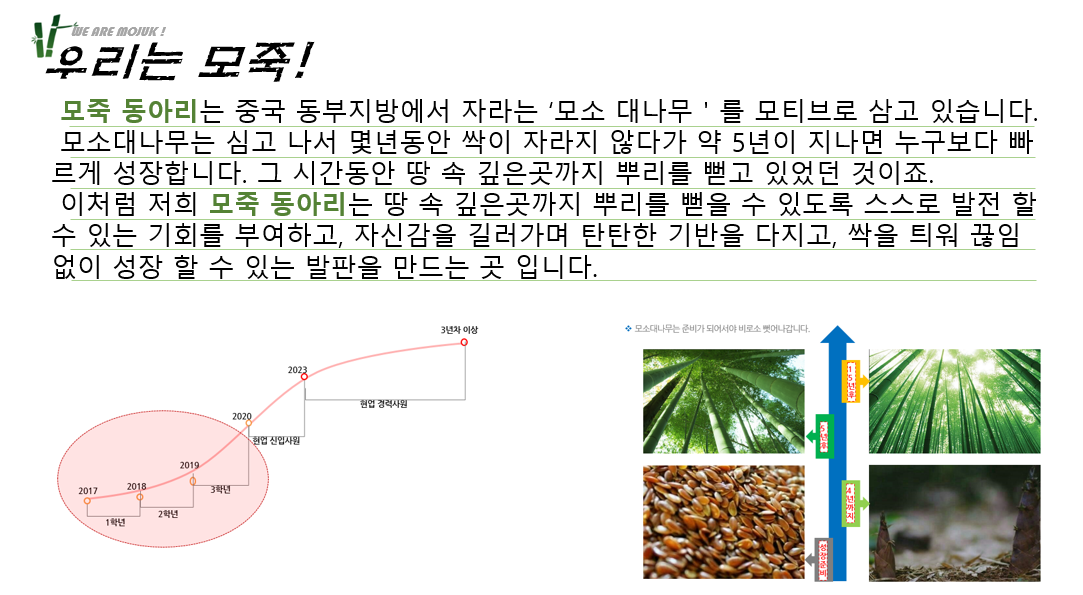 WE ARE MOJUK !
우리는 모죽!
모죽 동아리는 중국 동부지방에서 자라는 ‘모소 대나무 ' 를 모티브로 삼고 있습니다.
모소대나무는 심고 나서 몇년동안 싹이 자라지 않다가 약 5년이 지나면 누구보다 빠
르게 성장합니다. 그 시간동안 땅 속 깊은곳까지 뿌리를 뻗고 있었던 것이죠.
이처럼 저희 모죽 동아리는 땅 속 깊은곳까지 뿌리를 뻗을 수 있도록 스스로 발전 할
수 있는 기회를 부여하고, 자신감을 길러가며 탄탄한 기반을 다지고, 싹을 틔워 끊임
없이 성장 할 수 있는 발판을 만드는 곳 입니다.
3년차 이상
2023
현업 경력사원
2020
현업 신입사원
2019
3학년
2018
2학년
2017
1학년
❖ 모소대나무는 준비가 되어서야 비로소 뻗어나갑니다.
15년후
5년후
4년까지
성장준비